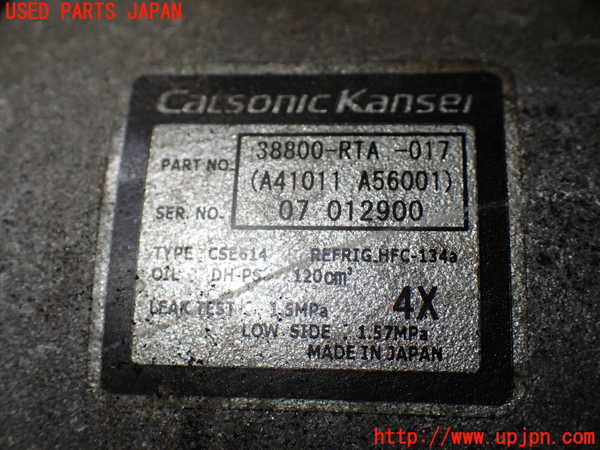 USED PARTS JAPAN
Calsonic Kansei
PART NO. 38800-RTA -017
(A41011 A56001)
SER. NO. 07 012900
TYPE: CSE614 REFRIG.HFC-134a
OIL: 120cm³
LEAK TEST: 1.5MPa 4X
LOW SIDE 1.57MPa
MADE IN JAPAN
http://www.upjpn.com